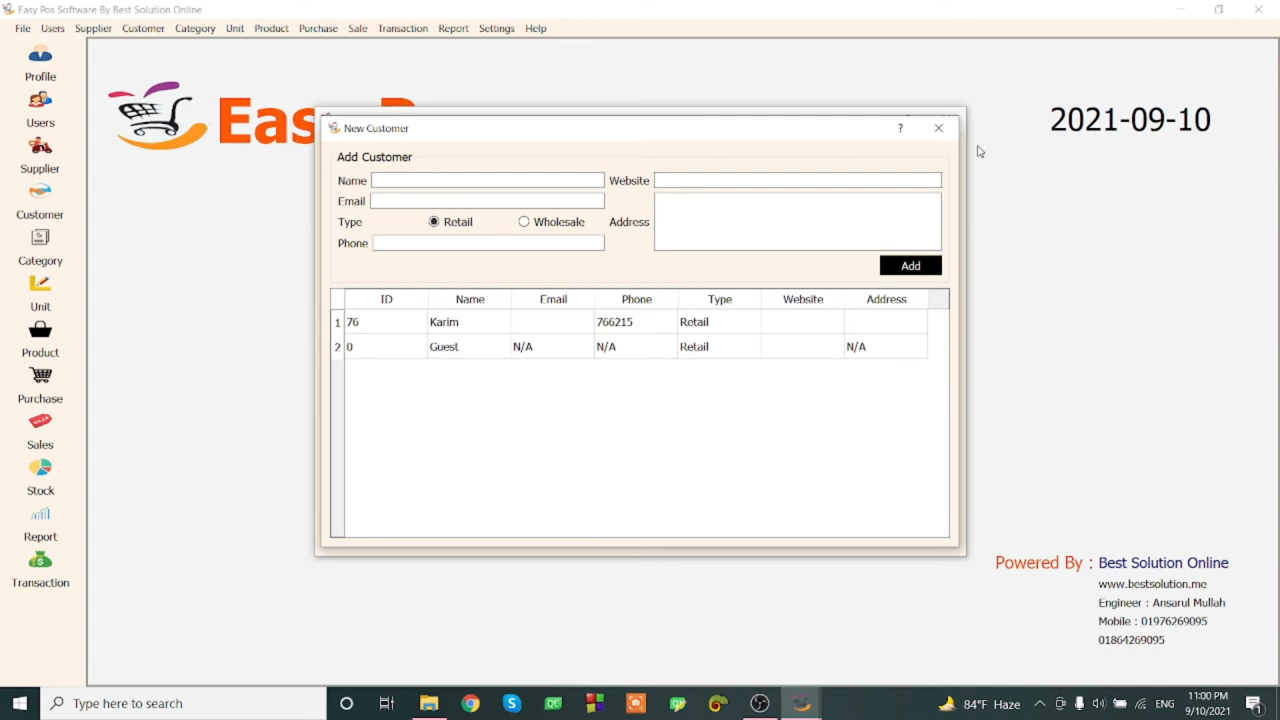 Easy Pos Software By Best Solution Online
File Users Supplier Customer Category Unit Product Purchase Sale Transaction Report Settings Help
Profile
Users
Supplier
Customer
Category
Unit
Product
Purchase
Sales
Stock
Report
Transaction
Eas
2021-09-10
New Customer
?
Add Customer
Name Website
Email
Type Retail Wholesale Address
Phone
Add
ID Name Email Phone Type Website Address
1 76 Karim 766215 Retail
2 0 Guest N/A N/A Retail N/A
Powered By : Best Solution Online
www.bestsolution.me
Engineer : Ansarul Mullah
Mobile : 01976269095
01864269095
Type here to search
84°F Haze
ENG
11:00 PM
9/10/2021
1